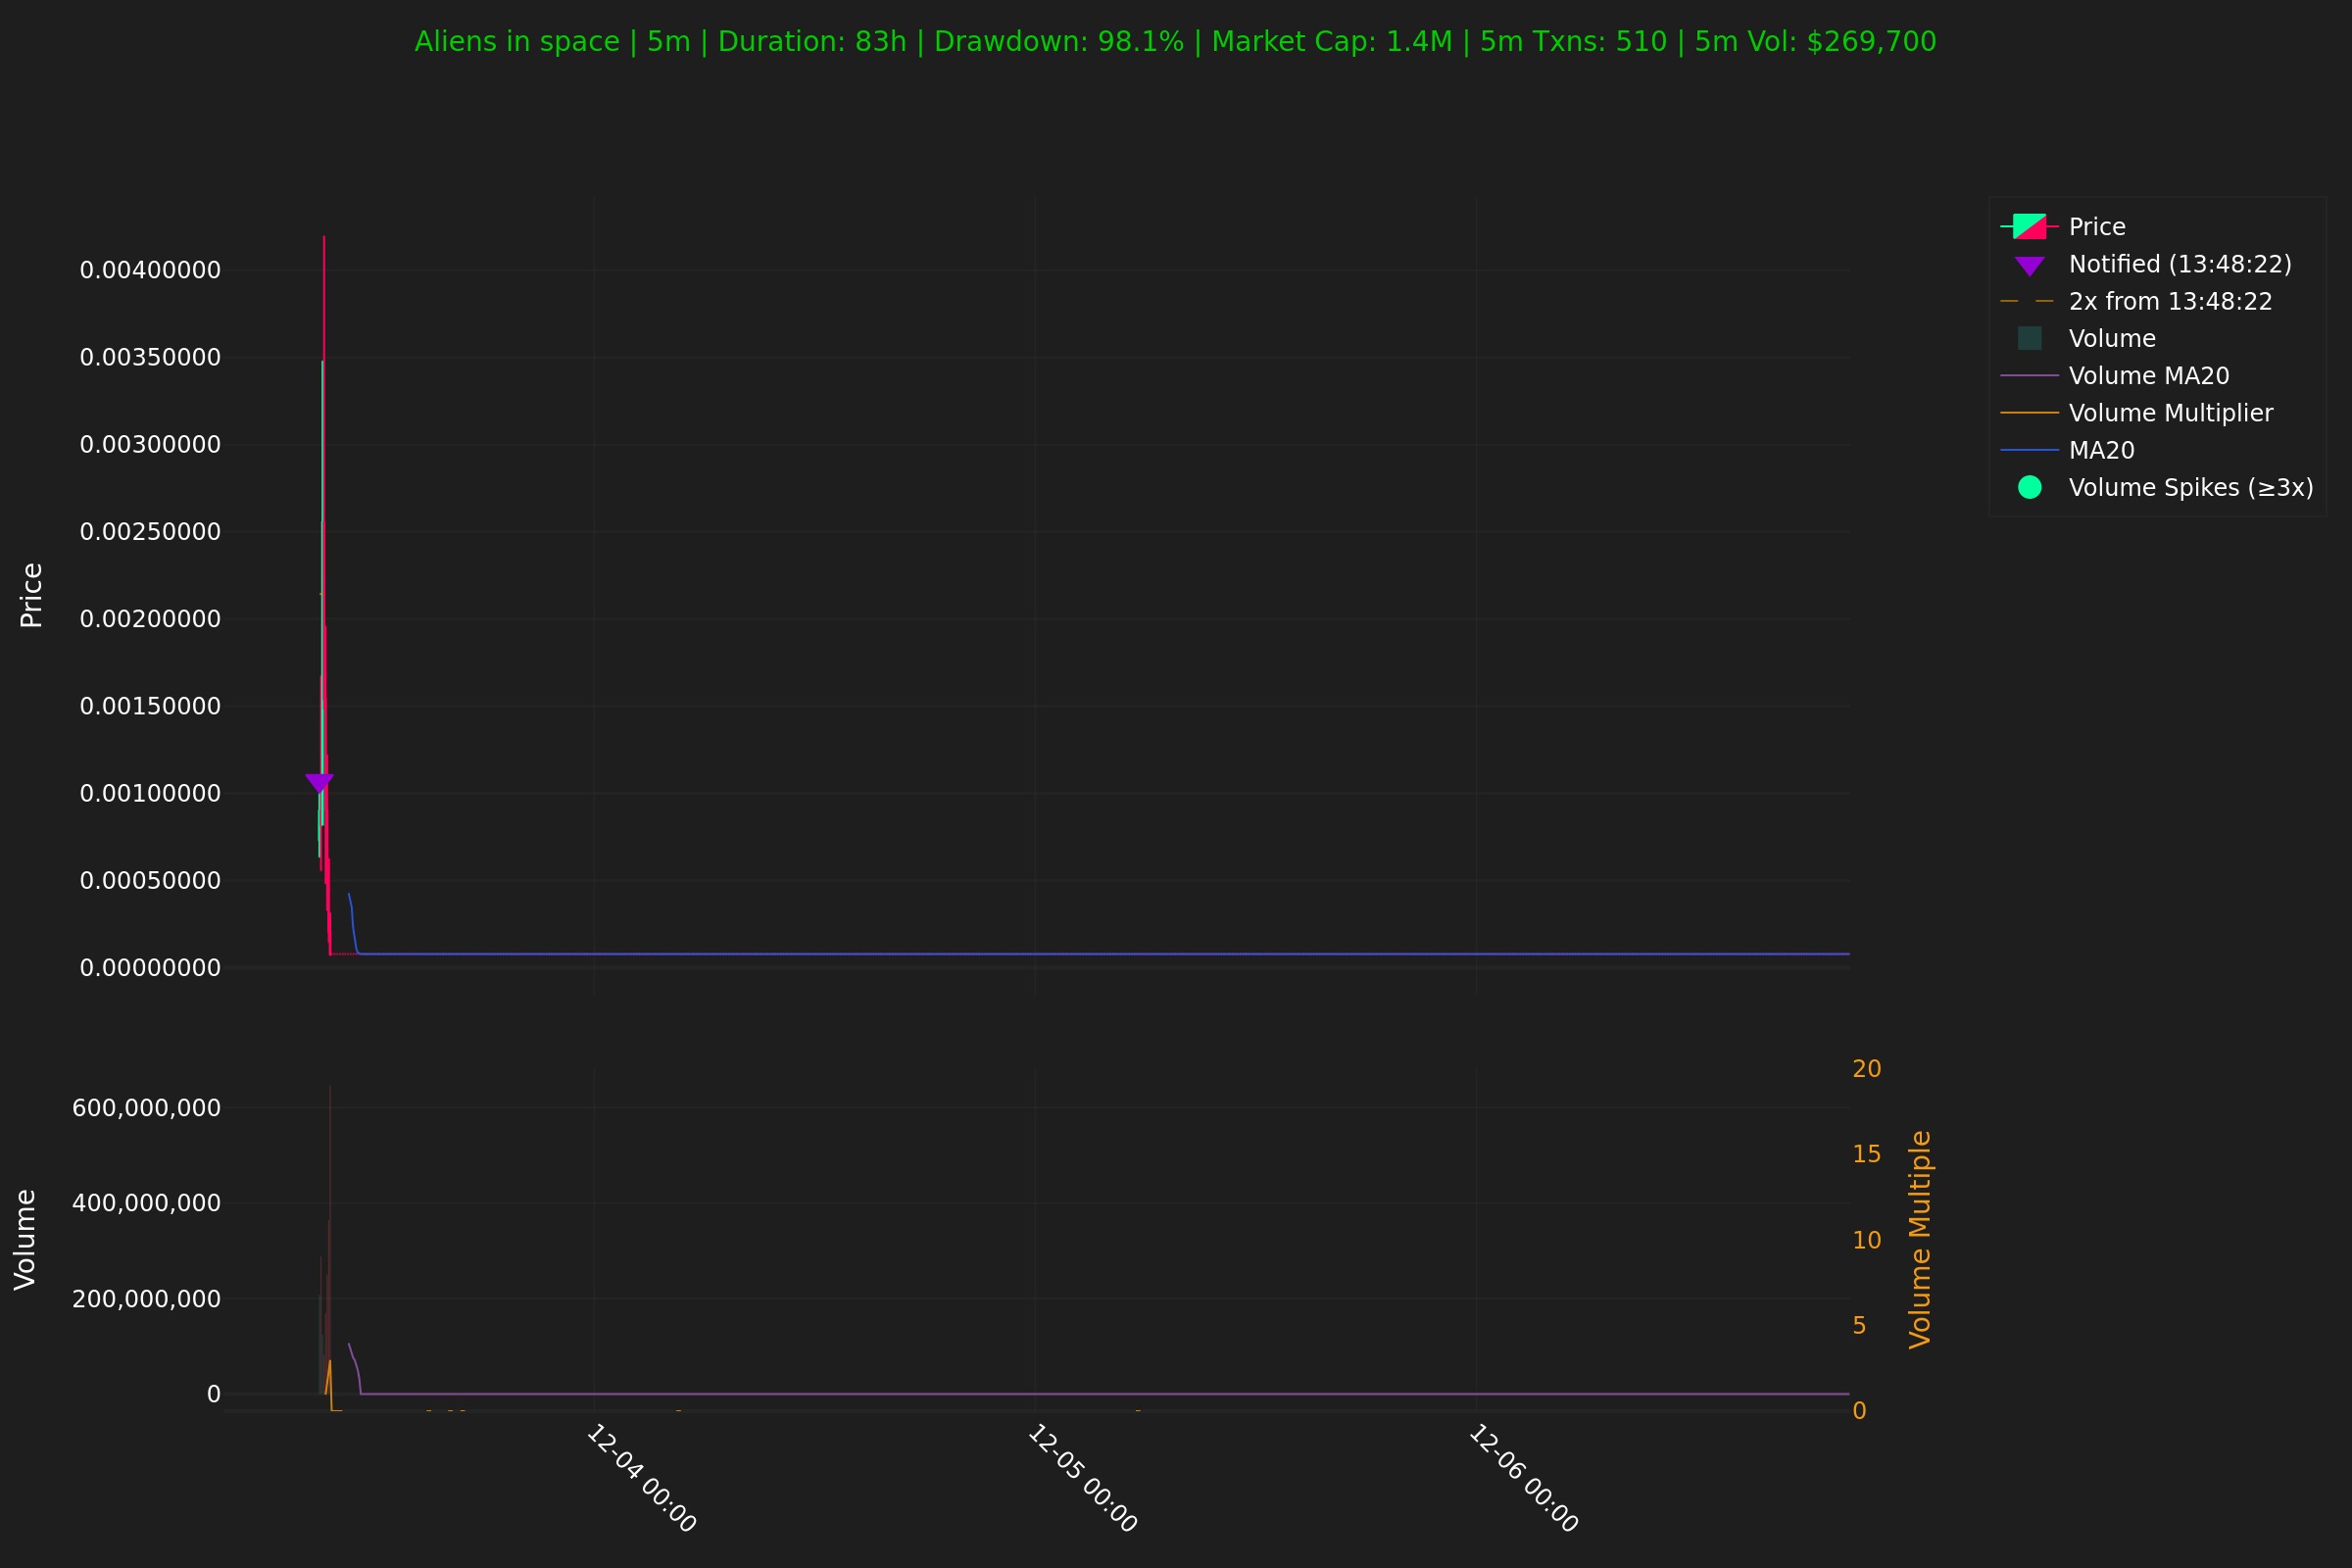 Aliens in space | 5m | Duration: 83h | Drawdown: 98.1% | Market Cap: 1.4M | 5m Txns: 510 | 5m Vol: $269,700
Price
0.00400000
0.00350000
0.00300000
0.00250000
0.00200000
0.00150000
0.00100000
0.00050000
0.00000000
Price
Notified (13:48:22)
2x from 13:48:22
Volume
Volume MA20
Volume Multiplier
MA20
Volume Spikes (≥3x)
Volume
600,000,000
400,000,000
200,000,000
0
20
15
10
5
0
Volume Multiple
12-04 00:00
12-05 00:00
12-06 00:00